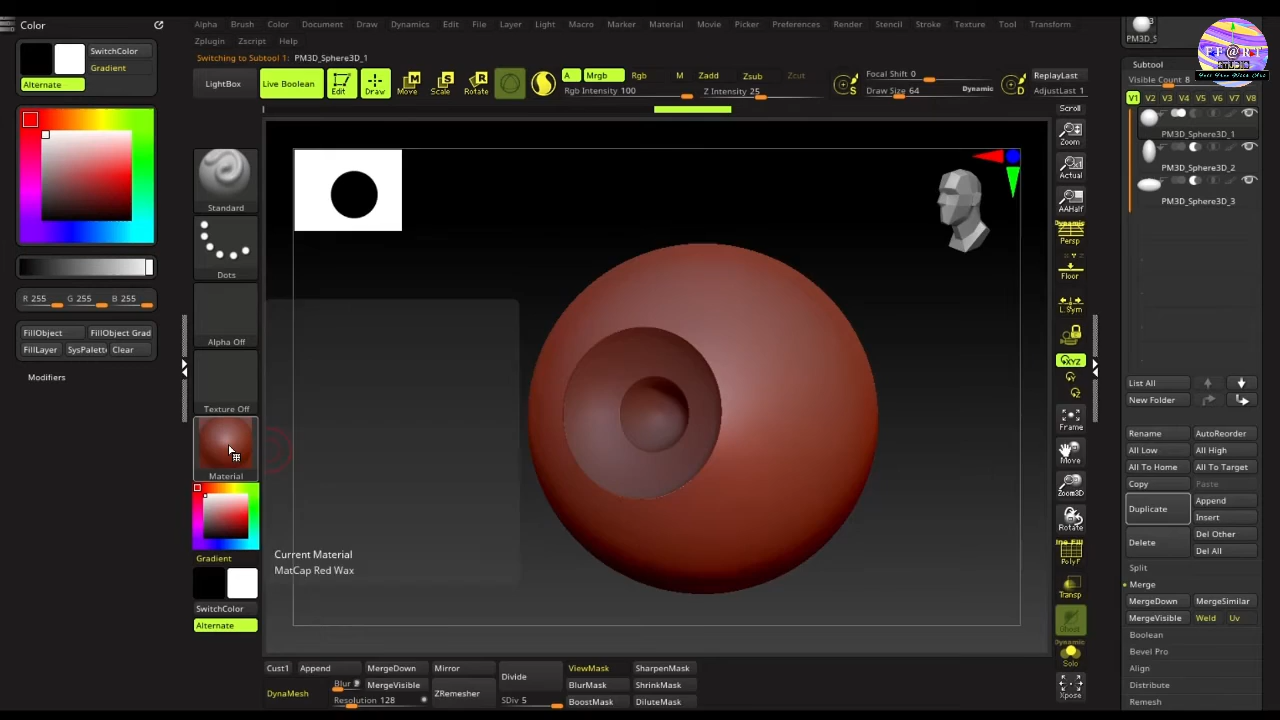 Color
SwitchColor
Gradient
Alternate
R 255 G 255 B 255
FillObject FillObject Grad
FillLayer SysPalette Clear
Modifiers
Alpha Brush Color Document Draw Dynamics Edit File Layer Light Macro Marker Material Movie Picker Preferences Render Stencil Stroke Texture Tool Transform
Zplugin Zscript Help
Switching to Subtool 1: PM3D_Sphere3D_1
LightBox
Live Boolean
Edit
Draw
Move
Scale
Rotate
A Mrgb Rgb M Zadd Zsub Zcut
Rgb Intensity 100 Z Intensity 25
Focal Shift 0
Draw Size 64 Dynamic
ReplayLast
AdjustLast 1
Standard
Dots
Alpha Off
Texture Off
Material
Gradient
SwitchColor
Alternate
Current Material
MatCap Red Wax
Scroll
Zoom
Actual
AAHalf
Dynamic
Persp
Floor
L.Sym
XYZ
Frame
Move
Zoom3D
Rotate
Line Fill
PolyF
Transp
Ghost
Dynamic
Solo
Xpose
Cust1 Append MergeDown Mirror Divide ViewMask SharpenMask
DynaMesh Blur 2 MergeVisible ZRemesher BlurMask ShrinkMask
Resolution 128 SDiv 5 BoostMask DiluteMask
PM3D_S
Subtool
Visible Count 8
V1 V2 V3 V4 V5 V6 V7 V8
PM3D_Sphere3D_1
PM3D_Sphere3D_2
PM3D_Sphere3D_3
List All
New Folder
Rename AutoReorder
All Low All High
All To Home All To Target
Copy Paste
Duplicate Append
Insert
Delete Del Other
Del All
Split
Merge
MergeDown MergeSimilar
MergeVisible Weld Uv
Boolean
Bevel Pro
Align
Distribute
Remesh